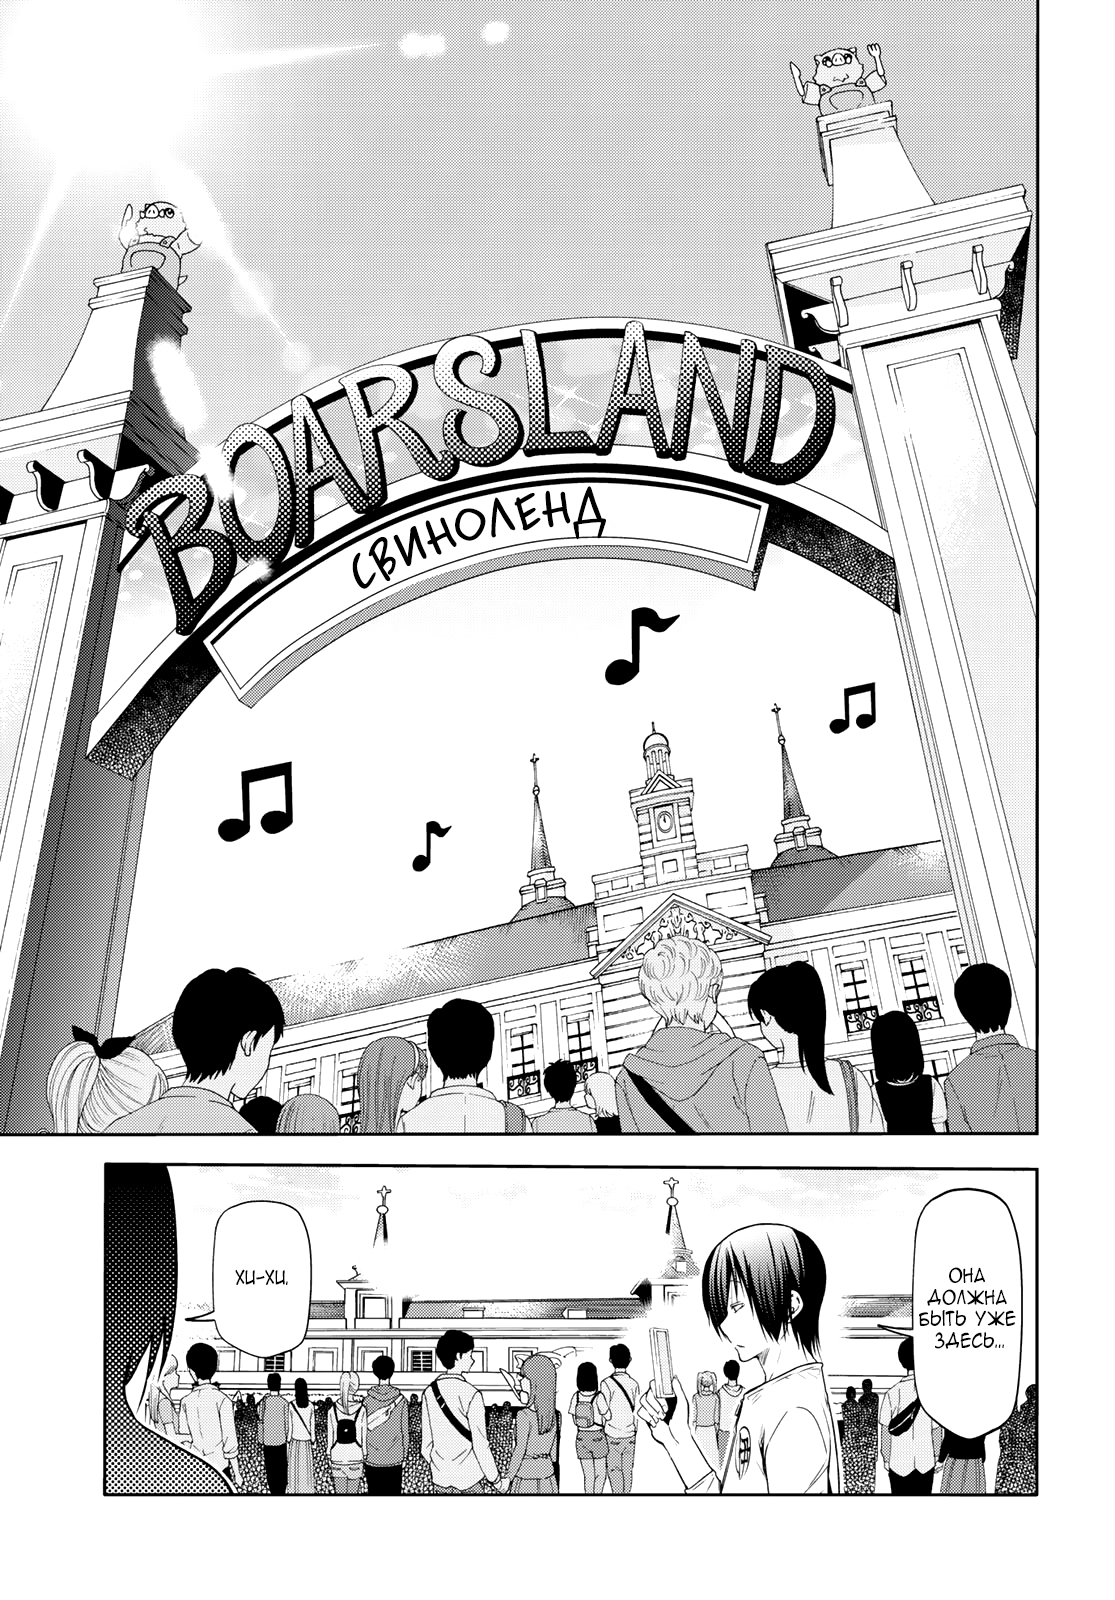 BOARSLAND
СВИНОЛЕНД
ОНА
ДОЛЖНА
БЫТЬ УЖЕ
ЗДЕСЬ...
ХИ-ХИ.